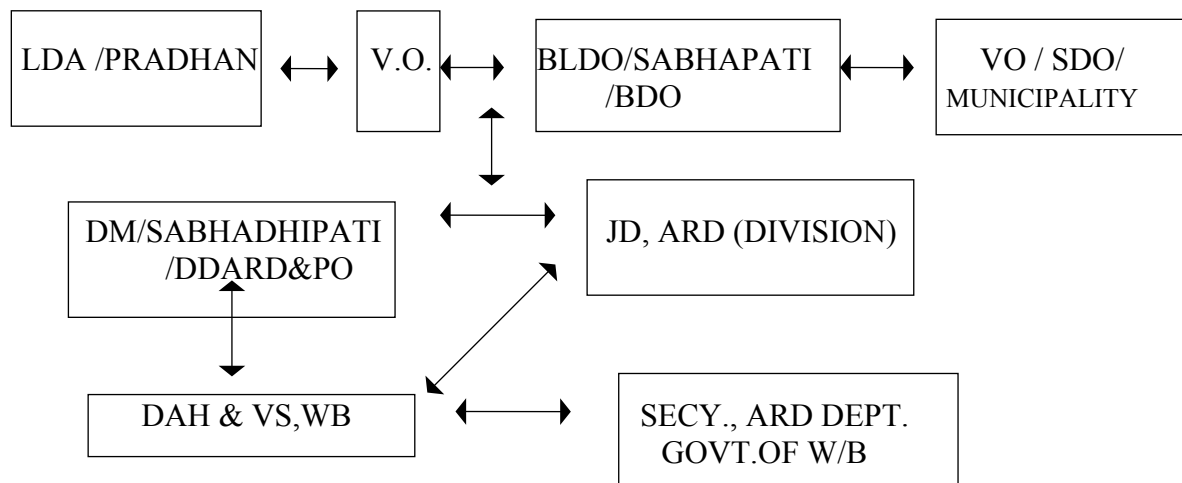 LDA /PRADHAN
V.O.
BLDO/SABHAPATI
/BDO
VO / SDO/
MUNICIPALITY
DM/SABHADHIPATI
/DDARD&PO
JD, ARD (DIVISION)
DAH & VS,WB
SECY., ARD DEPT.
GOVT.OF W/B